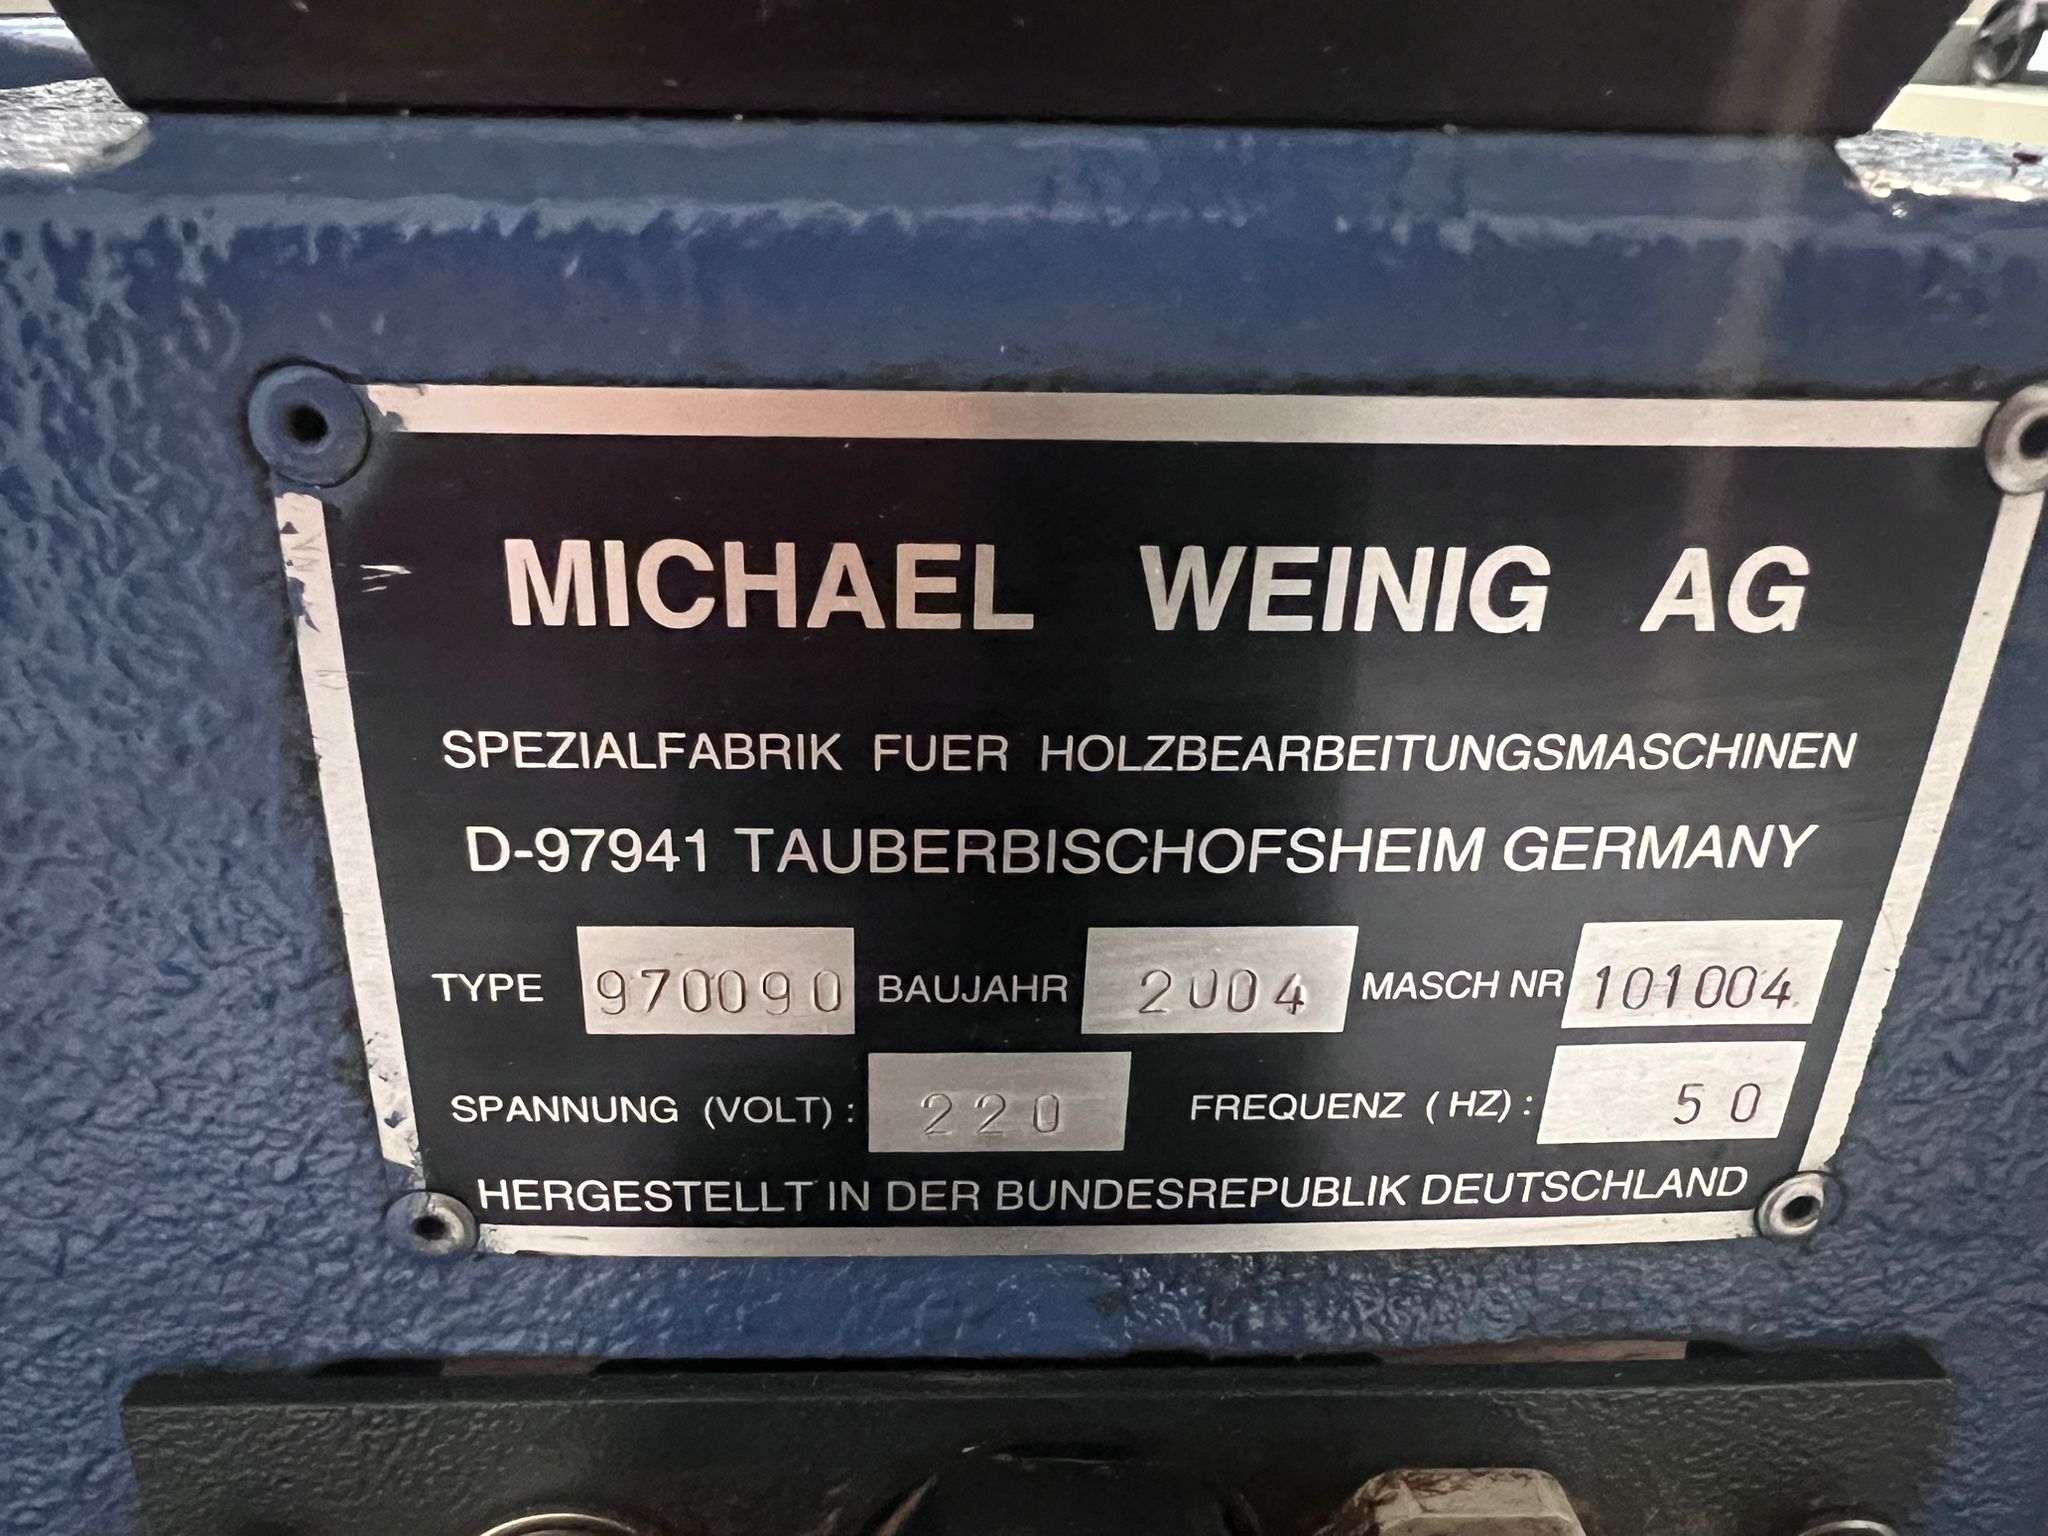 MICHAEL WEINIG AG
SPEZIALFABRIK FUER HOLZBEARBEITUNGSMASCHINEN
D-97941 TAUBERBISCHOFSHEIM GERMANY
TYPE 970090 BAUJAHR 2004 MASCH NR 101004
SPANNUNG (VOLT) : 220 FREQUENZ ( HZ) : 50
HERGESTELLT IN DER BUNDESREPUBLIK DEUTSCHLAND